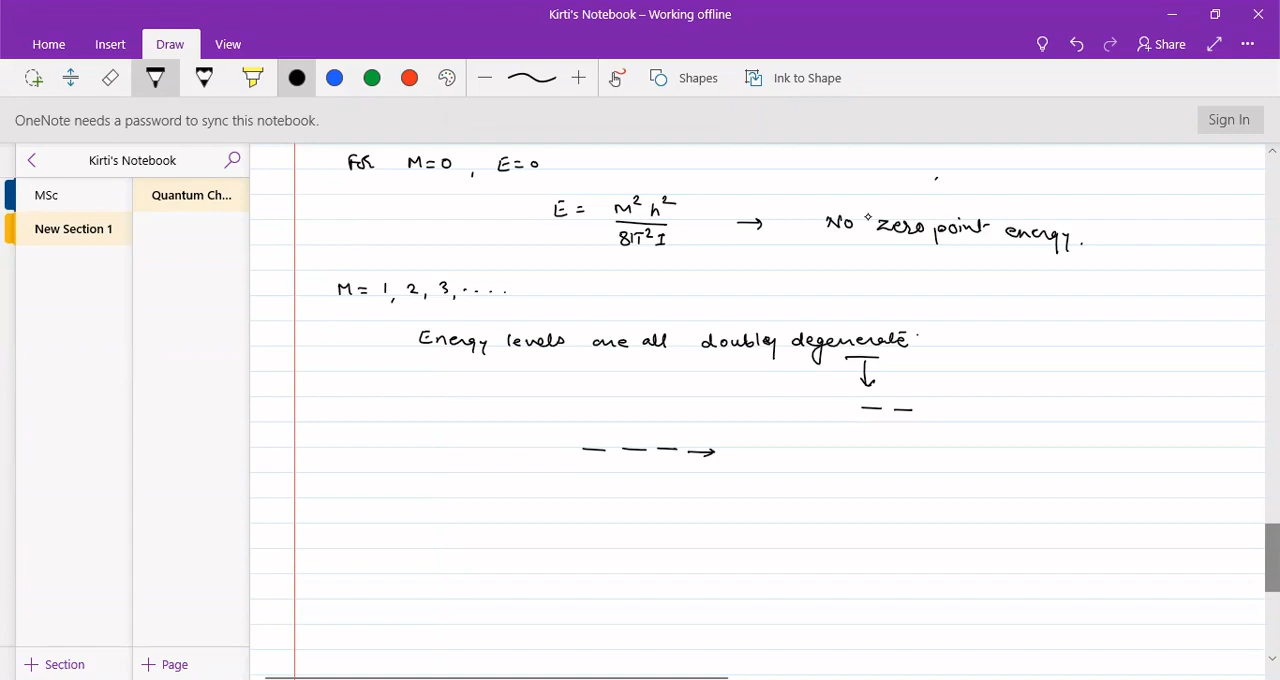 Kirti's Notebook – Working offline
Home Insert Draw View
Share
Shapes Ink to Shape
OneNote needs a password to sync this notebook.
Sign In
Kirti's Notebook
MSc
Quantum Ch...
New Section 1
For M=0, E=0
E = M² h² / 8π² I → No zero point energy.
M = 1, 2, 3, ....
Energy levels are all doubly degenerate.
+ Section + Page